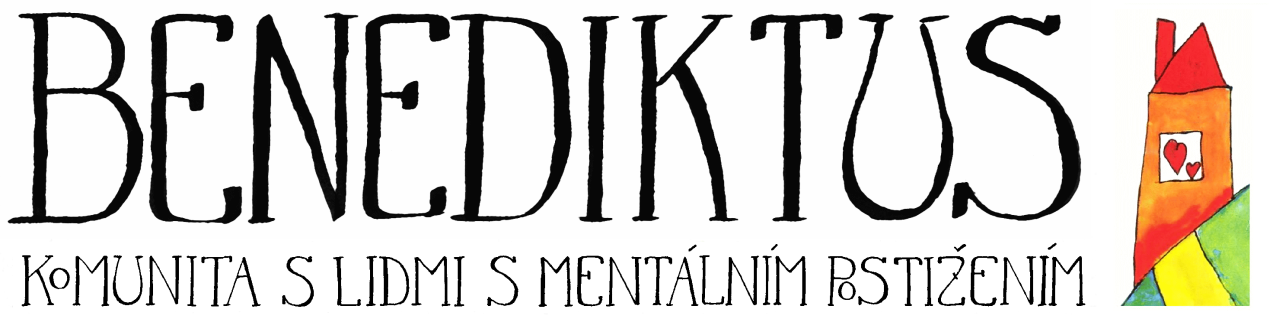 BENEDIKTUS
KOMUNITA S LIDMI S MENTÁLNÍM POSTIŽENÍM